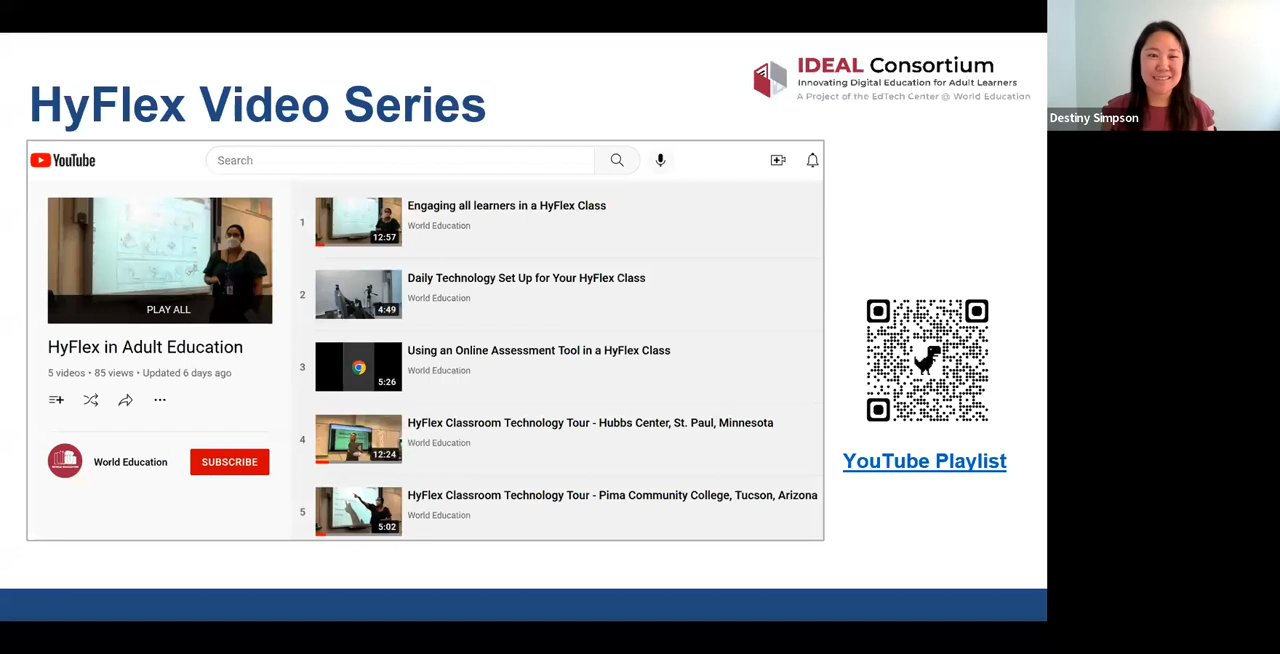 HyFlex Video Series
IDEAL Consortium
Innovating Digital Education for Adult Learners
A Project of the EdTech Center @ World Education
Destiny Simpson
YouTube
Search
PLAY ALL
HyFlex in Adult Education
5 videos • 85 views • Updated 6 days ago
World Education
SUBSCRIBE
1
12:57
Engaging all learners in a HyFlex Class
World Education
2
4:49
Daily Technology Set Up for Your HyFlex Class
World Education
3
5:26
Using an Online Assessment Tool in a HyFlex Class
World Education
4
12:24
HyFlex Classroom Technology Tour - Hubbs Center, St. Paul, Minnesota
World Education
5
5:02
HyFlex Classroom Technology Tour - Pima Community College, Tucson, Arizona
World Education
YouTube Playlist